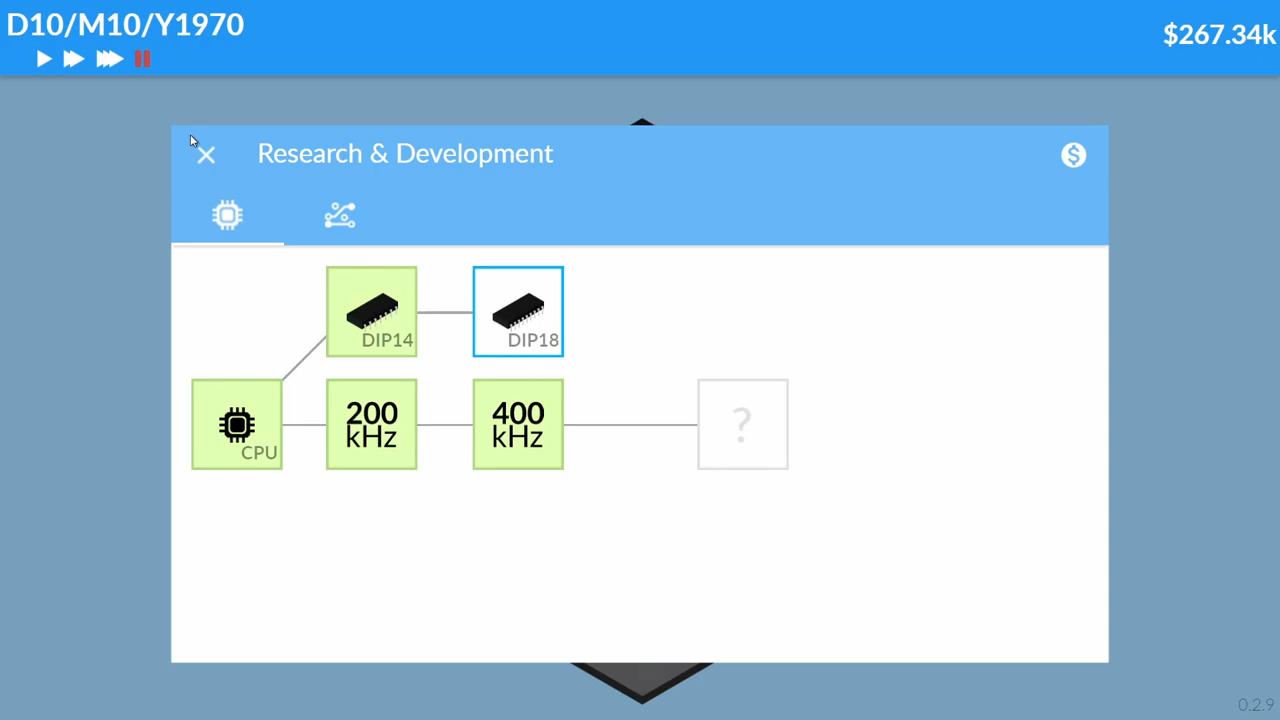 D10/M10/Y1970
$267.34k
Research & Development
DIP14
DIP18
CPU
200
kHz
400
kHz
?
0.2.9